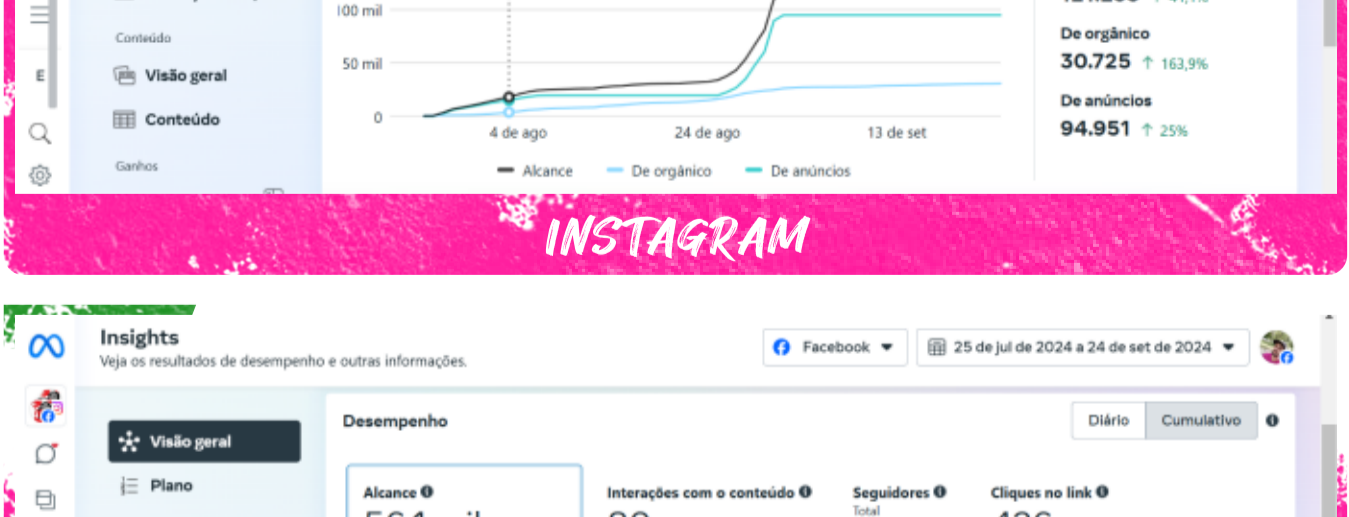 100 mil
De orgânico
Conteúdo
30.725 ↑ 163,9%
50 mil
E
Visão geral
De anúncios
0
Conteúdo
94.951 ↑ 25%
4 de ago
24 de ago
13 de set
Ganhos
Alcance
De orgânico
De anúncios
INSTAGRAM
Insights
Veja os resultados de desempenho e outras informações.
Facebook
25 de jul de 2024 a 24 de set de 2024
Desempenho
Diário
Cumulativo
Visão geral
Plano
Alcance
Interações com o conteúdo
Seguidores
Cliques no link
Total